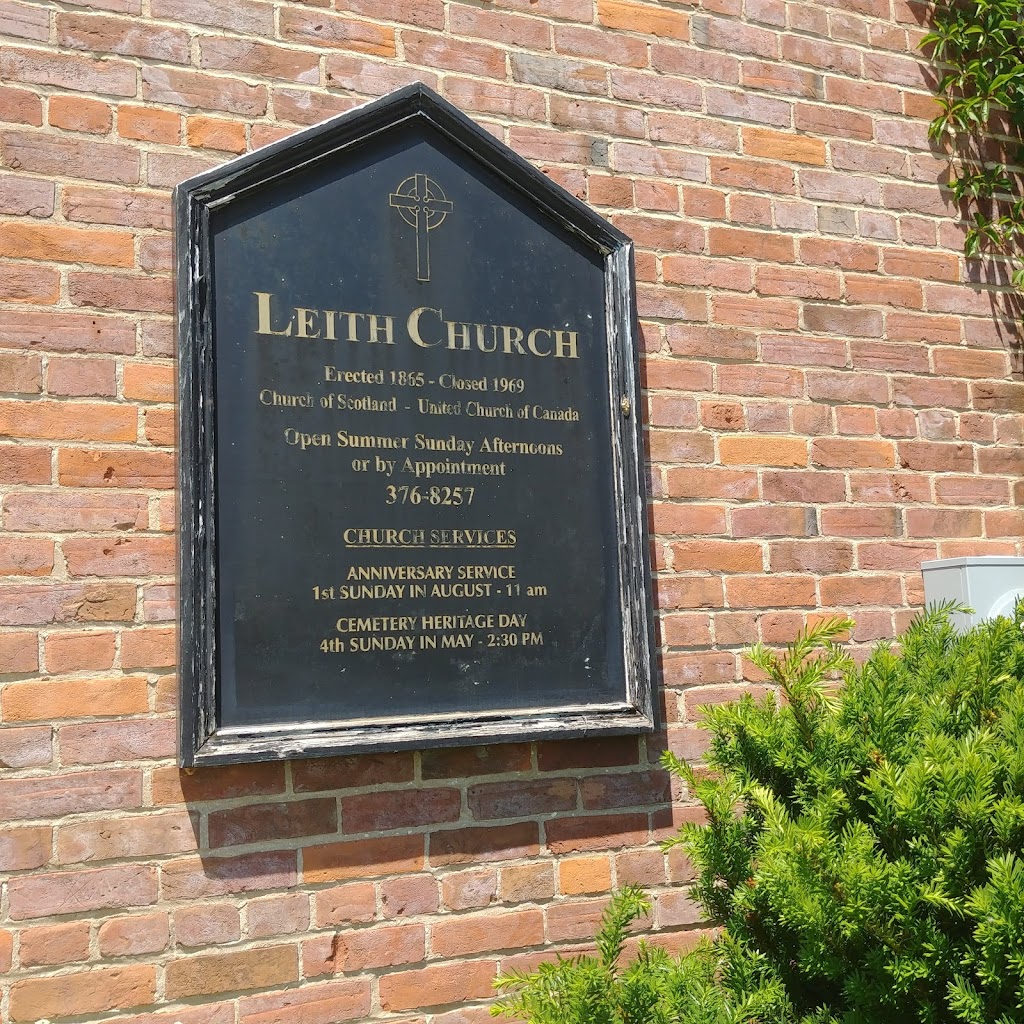 LEITH CHURCH
Erected 1865 - Closed 1969
Church of Scotland - United Church of Canada
Open Summer Sunday Afternoons
or by Appointment
376-8257
CHURCH SERVICES
ANNIVERSARY SERVICE
1st SUNDAY IN AUGUST - 11 am
CEMETERY HERITAGE DAY
4th SUNDAY IN MAY - 2:30 PM